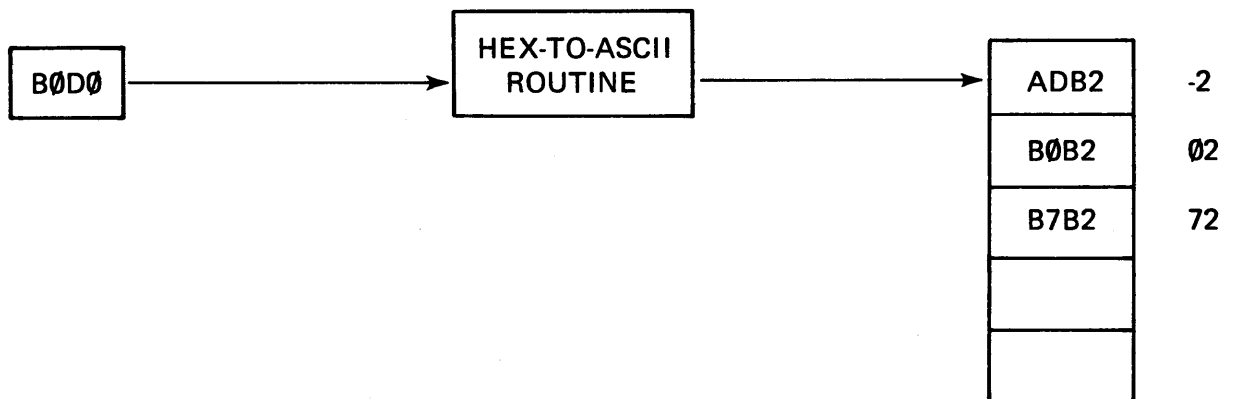 BØDØ
HEX-TO-ASCII
ROUTINE
ADB2 -2
BØB2 Ø2
B7B2 72